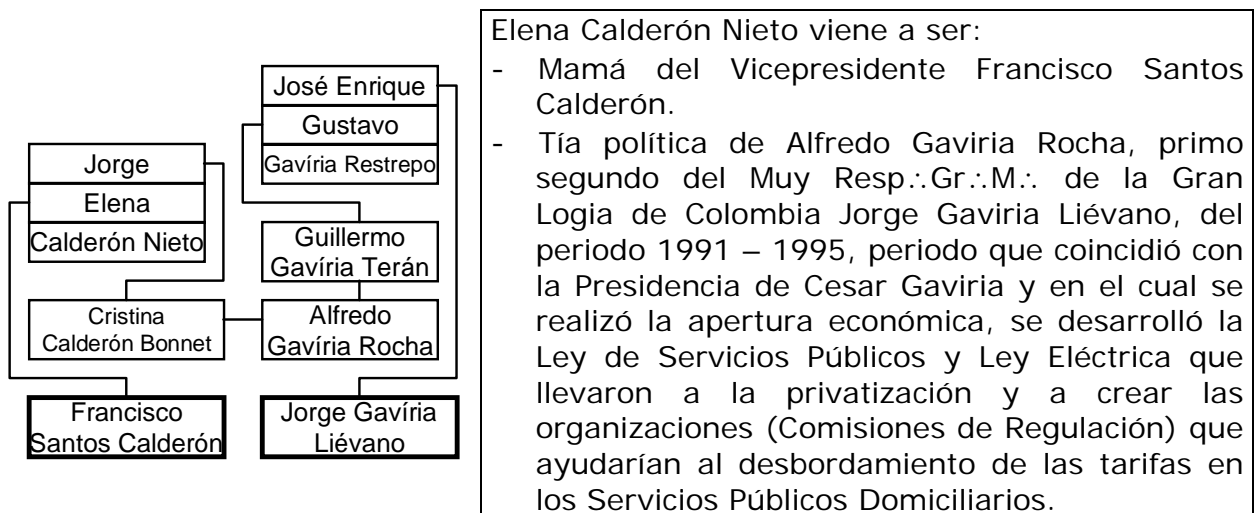 José Enrique
Gustavo
Gavíria Restrepo
Jorge
Elena
Calderón Nieto
Guillermo
Gavíria Terán
Cristina
Calderón Bonnet
Alfredo
Gavíria Rocha
Francisco
Santos Calderón
Jorge Gavíria
Liévano
Elena Calderón Nieto viene a ser:
- Mamá del Vicepresidente Francisco Santos
Calderón.
- Tía política de Alfredo Gaviria Rocha, primo
segundo del Muy Resp∴Gr∴M∴ de la Gran
Logia de Colombia Jorge Gaviria Liévano, del
periodo 1991 – 1995, periodo que coincidió con
la Presidencia de Cesar Gaviria y en el cual se
realizó la apertura económica, se desarrolló la
Ley de Servicios Públicos y Ley Eléctrica que
llevaron a la privatización y a crear las
organizaciones (Comisiones de Regulación) que
ayudarían al desbordamiento de las tarifas en
los Servicios Públicos Domiciliarios.